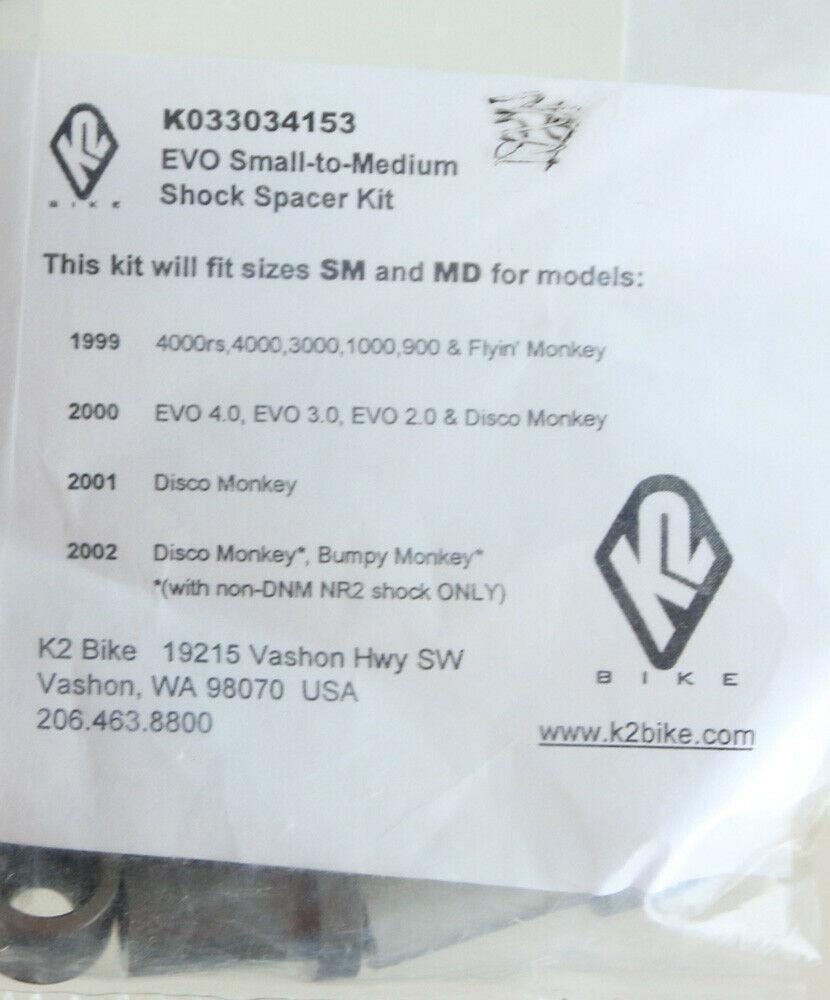 K2
BIKE
K033034153
EVO Small-to-Medium
Shock Spacer Kit
This kit will fit sizes SM and MD for models:
1999 4000rs,4000,3000,1000,900 & Flyin' Monkey
2000 EVO 4.0, EVO 3.0, EVO 2.0 & Disco Monkey
2001 Disco Monkey
2002 Disco Monkey*, Bumpy Monkey*
*(with non-DNM NR2 shock ONLY)
K2 Bike 19215 Vashon Hwy SW
Vashon, WA 98070 USA
206.463.8800
K2
BIKE
www.k2bike.com